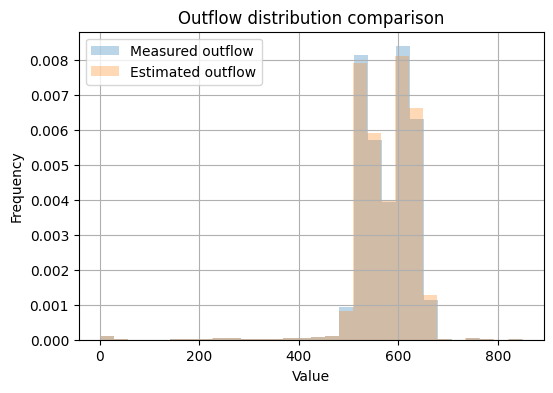 Outflow distribution comparison
Measured outflow
Estimated outflow
Frequency
0.008
0.007
0.006
0.005
0.004
0.003
0.002
0.001
0.000
0 200 400 600 800
Value